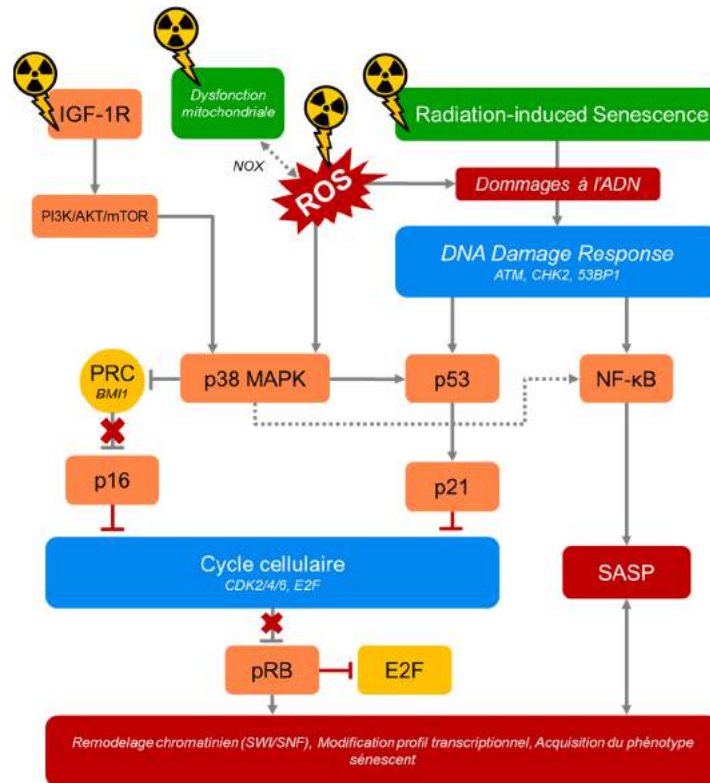 IGF-1R
Dysfonction
mitochondriale
Radiation-induced Senescence
NOX
ROS
Dommages à l'ADN
PI3K/AKT/mTOR
DNA Damage Response
ATM, CHK2, 53BP1
PRC
BMI1
p38 MAPK
p53
NF-κB
p16
p21
Cycle cellulaire
CDK2/4/6, E2F
SASP
pRB
E2F
Remodelage chromatinien (SWI/SNF), Modification profil transcriptionnel, Acquisition du phénotype
sénescent